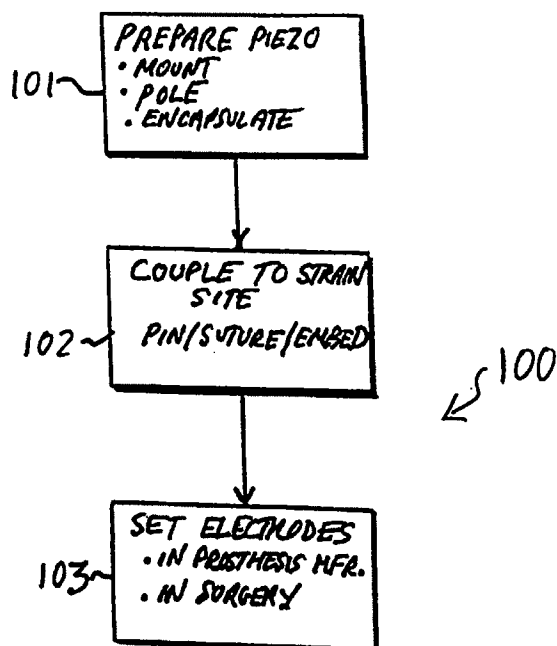 PREPARE PIEZO
• MOUNT
• POLE
• ENCAPSULATE
101
COUPLE TO STRAIN
SITE
PIN/SUTURE/EMBED
102
100
SET ELECTRODES
• IN PROSTHESIS MFR.
• IN SURGERY
103